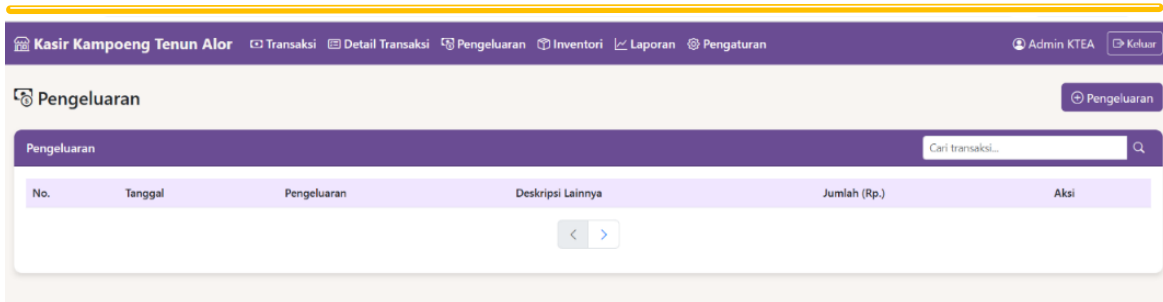 Kasir Kampoeng Tenun Alor Transaksi Detail Transaksi Pengeluaran Inventori Laporan Pengaturan Admin KTEA Keluar
Pengeluaran Pengeluaran
Pengeluaran Cari transaksi...
No. Tanggal Pengeluaran Deskripsi Lainnya Jumlah (Rp.) Aksi